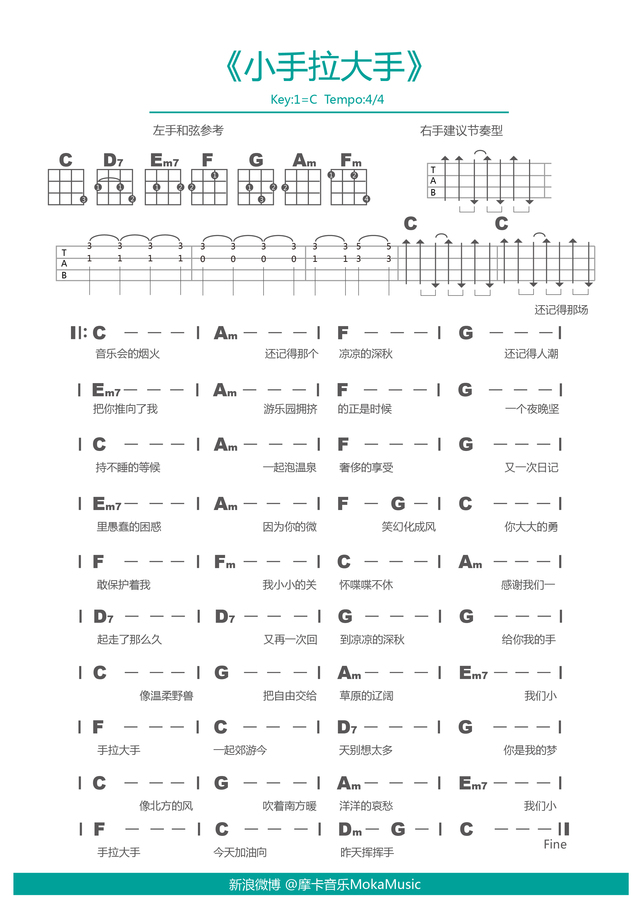 《小手拉大手》
Key:1=C Tempo:4/4
左手和弦参考 右手建议节奏型
C D7 Em7 F G Am Fm
T
A
B
3 1 1 2 1 2 1 2 1 2
3 2 3 4
C C
3 3 3 3 3 3 3 3 3 3 5 5
T 1 1 1 1 0 0 0 0 1 1 3 3
A
B
还记得那场
C — — — | Am — — — | F — — — | G — — — |
音乐会的烟火 还记得那个 凉凉的深秋 还记得人潮
| Em7 — — — | Am — — — | F — — — | G — — — |
把你推向了我 游乐园拥挤 的正是时候 一个夜晚坚
| C — — — | Am — — — | F — — — | G — — — |
持不睡的等候 一起泡温泉 奢侈的享受 又一次日记
| Em7 — — — | Am — — — | F — G — | C — — — |
里愚蠢的困惑 因为你的微 笑幻化成风 你大大的勇
| F — — — | Fm — — — | C — — — | Am — — — |
敢保护着我 我小小的关 怀喋喋不休 感谢我们一
| D7 — — — | D7 — — — | G — — — | G — — — |
起走了那么久 又再一次回 到凉凉的深秋 给你我的手
| C — — — | G — — — | Am — — — | Em7 — — — |
像温柔野兽 把自由交给 草原的辽阔 我们小
| F — — — | C — — — | D7 — — — | G — — — |
手拉大手 一起郊游今 天别想太多 你是我的梦
| C — — — | G — — — | Am — — — | Em7 — — — |
像北方的风 吹着南方暖 洋洋的哀愁 我们小
| F — — — | C — — — | Dm — G — | C — — — ||
Fine
手拉大手 今天加油向 昨天挥挥手
新浪微博 @摩卡音乐MokaMusic